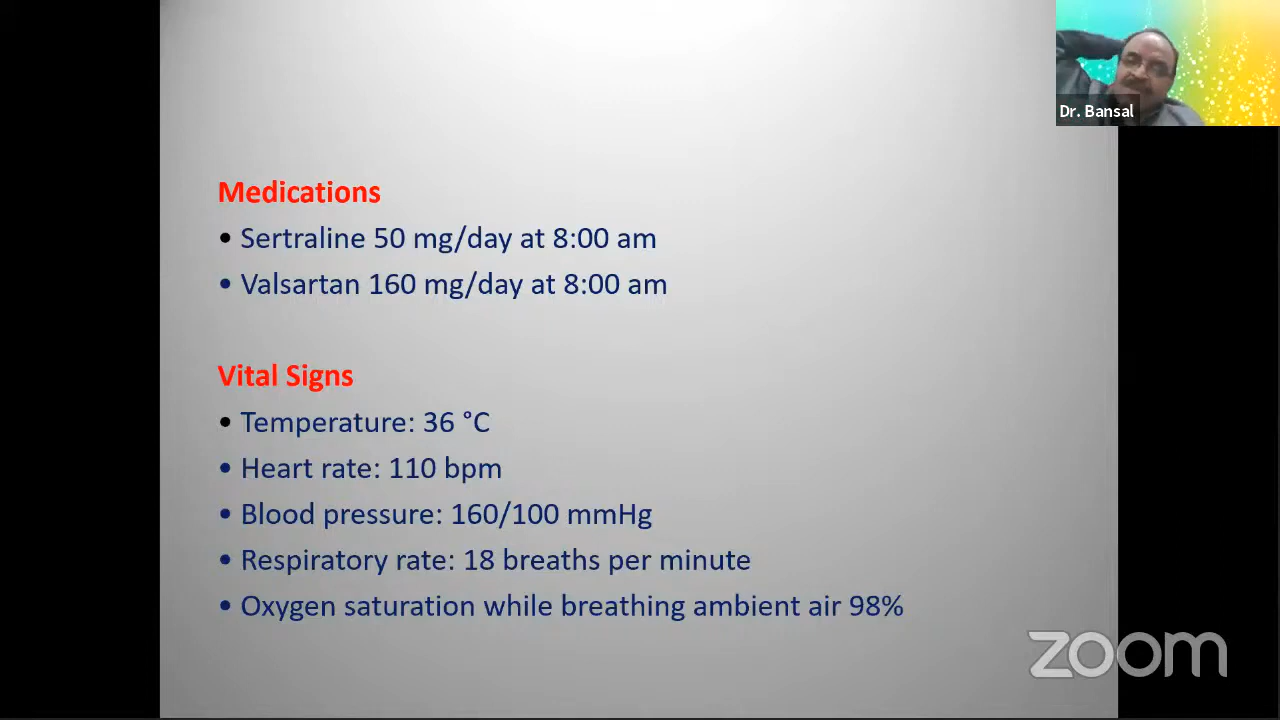 Dr. Bansal
Medications
• Sertraline 50 mg/day at 8:00 am
• Valsartan 160 mg/day at 8:00 am
Vital Signs
• Temperature: 36 °C
• Heart rate: 110 bpm
• Blood pressure: 160/100 mmHg
• Respiratory rate: 18 breaths per minute
• Oxygen saturation while breathing ambient air 98%
zoom